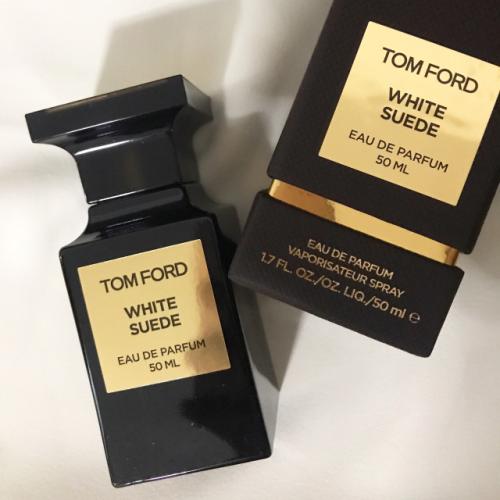 TOM FORD
WHITE
SUEDE
EAU DE PARFUM
50 ML
TOM FORD
WHITE
SUEDE
EAU DE PARFUM
50 ML
EAU DE PARFUM
VAPORISATEUR SPRAY
1.7 FL. OZ./OZ. LIQ./50 ml ℮